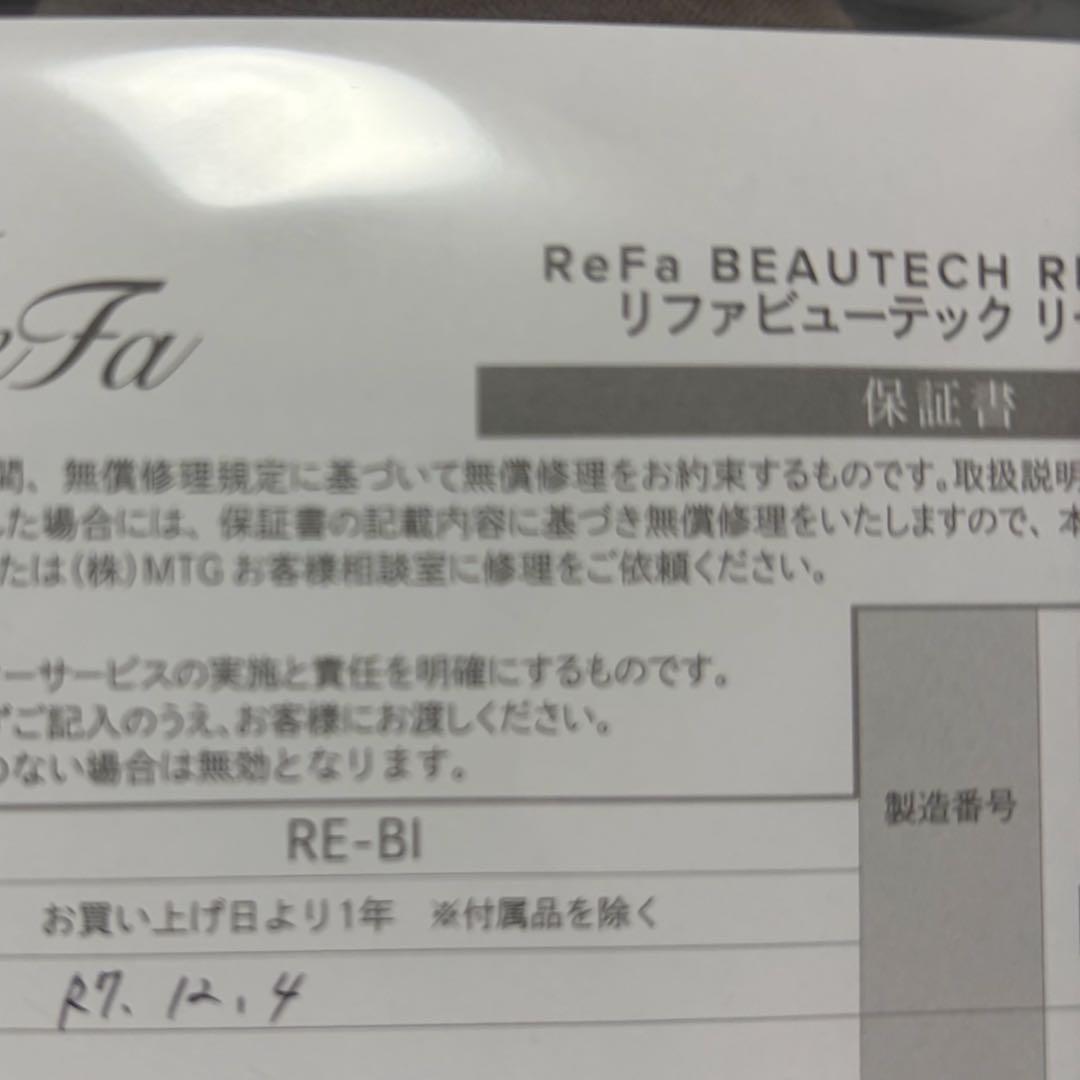 ReFa BEAUTECH RE
リファビューテック リ
eFa
保証書
間、無償修理規定に基づいて無償修理をお約束するものです。取扱説明
した場合には、保証書の記載内容に基づき無償修理をいたしますので、本
たは(株)MTGお客様相談室に修理をご依頼ください。
ーサービスの実施と責任を明確にするものです。
ずご記入のうえ、お客様にお渡しください。
のない場合は無効となります。
製造番号
RE-BI
お買い上げ日より1年 ※付属品を除く
R7.12.4